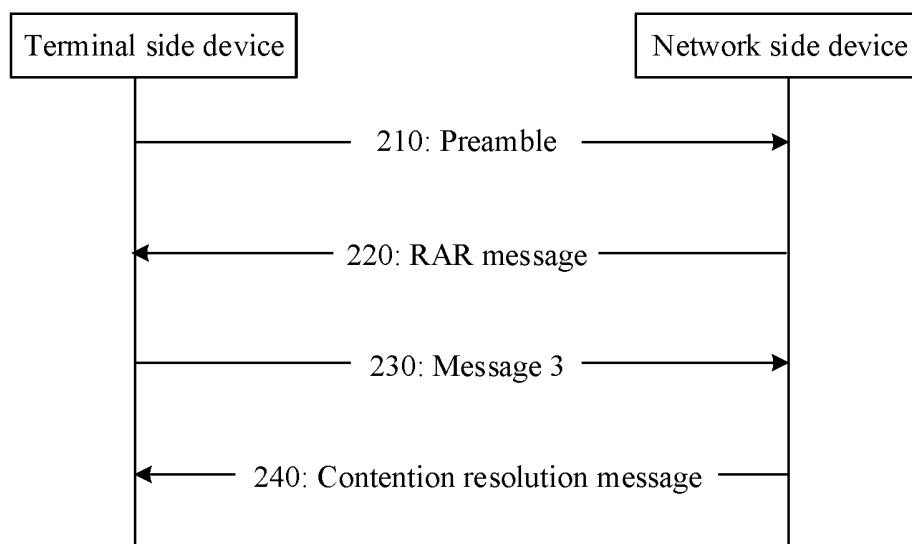 Terminal side device
Network side device
210: Preamble
220: RAR message
230: Message 3
240: Contention resolution message